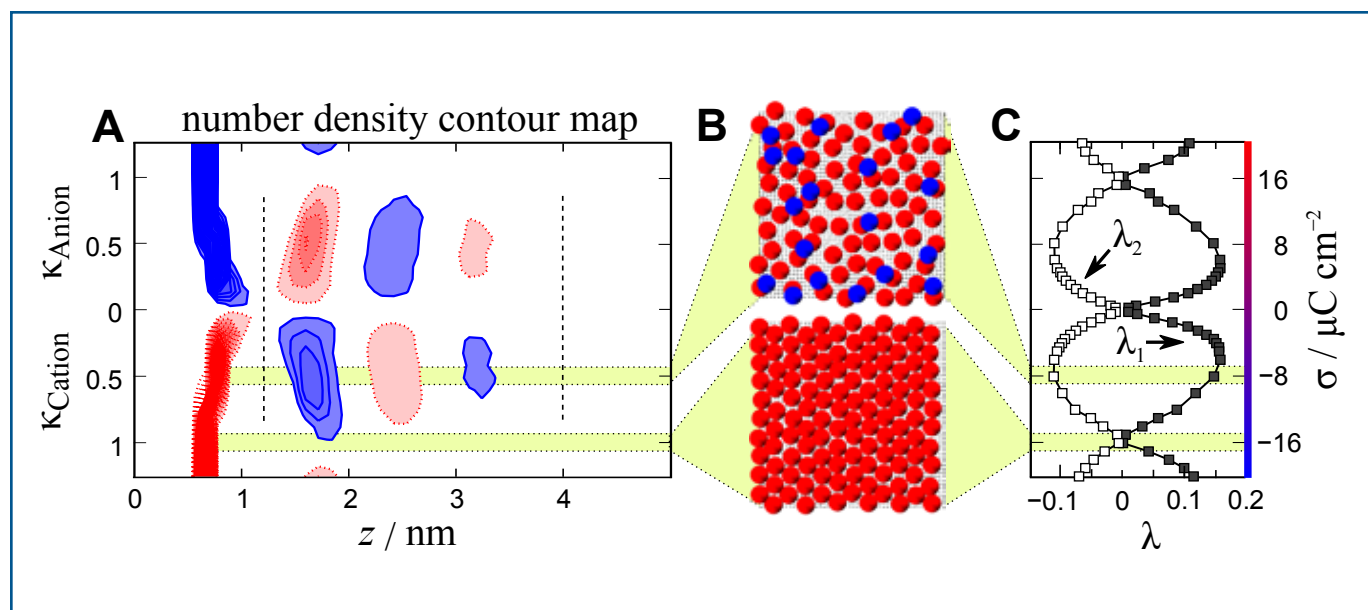 A
number density contour map
κAnion
κCation
1
0.5
0
0.5
1
0
1
2
3
4
z / nm
B
C
λ2
λ1
−0.1
0
0.1
0.2
λ
16
8
0
−8
−16
σ / μC cm−2